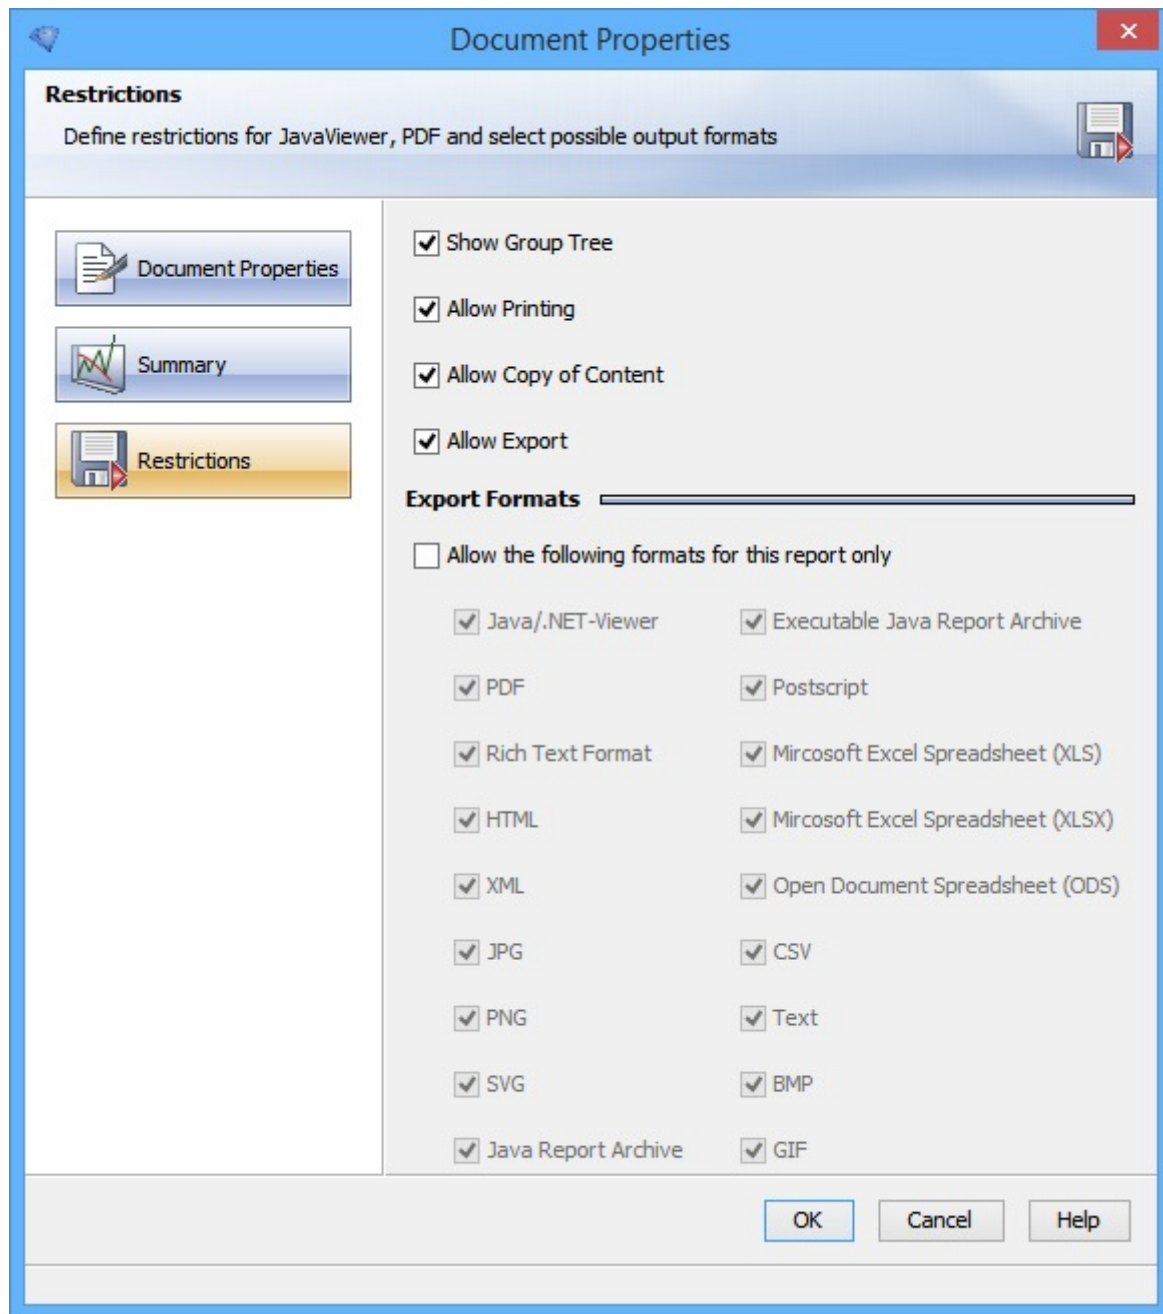 Document Properties
Restrictions
Define restrictions for JavaViewer, PDF and select possible output formats
Document Properties
Summary
Restrictions
Show Group Tree
Allow Printing
Allow Copy of Content
Allow Export
Export Formats
Allow the following formats for this report only
Java/.NET-Viewer
Executable Java Report Archive
PDF
Postscript
Rich Text Format
Mircosoft Excel Spreadsheet (XLS)
HTML
Mircosoft Excel Spreadsheet (XLSX)
XML
Open Document Spreadsheet (ODS)
JPG
CSV
PNG
Text
SVG
BMP
Java Report Archive
GIF
OK
Cancel
Help